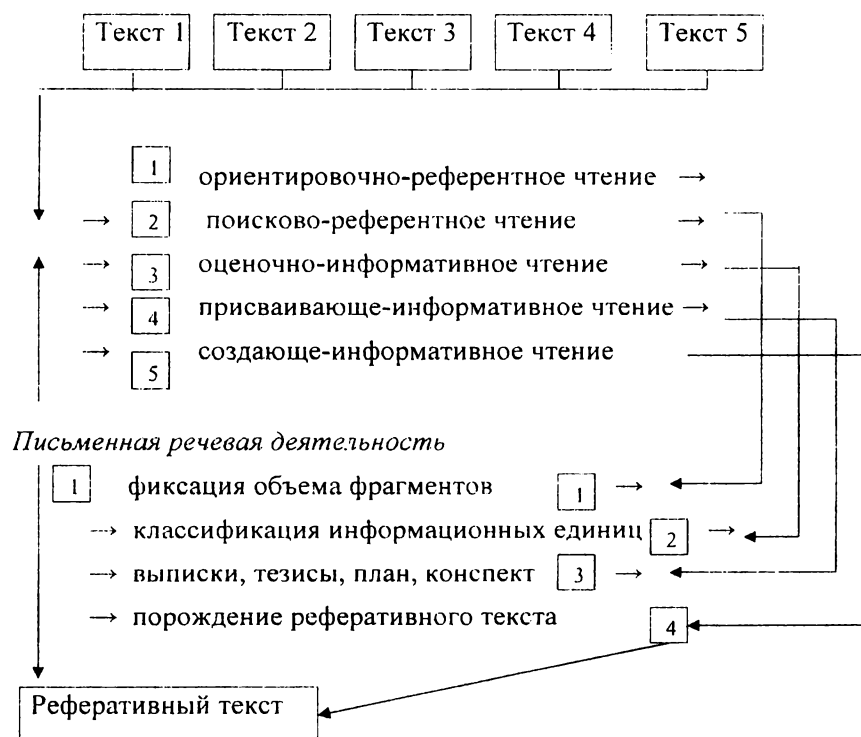 Текст 1 Текст 2 Текст 3 Текст 4 Текст 5
1 ориентировочно-референтное чтение →
→ 2 поисково-референтное чтение →
→ 3 оценочно-информативное чтение →
→ 4 присваивающе-информативное чтение →
→ 5 создающе-информативное чтение
Письменная речевая деятельность
1 фиксация объема фрагментов 1 →
→ классификация информационных единиц 2 →
→ выписки, тезисы, план, конспект 3 →
→ порождение реферативного текста 4
Реферативный текст